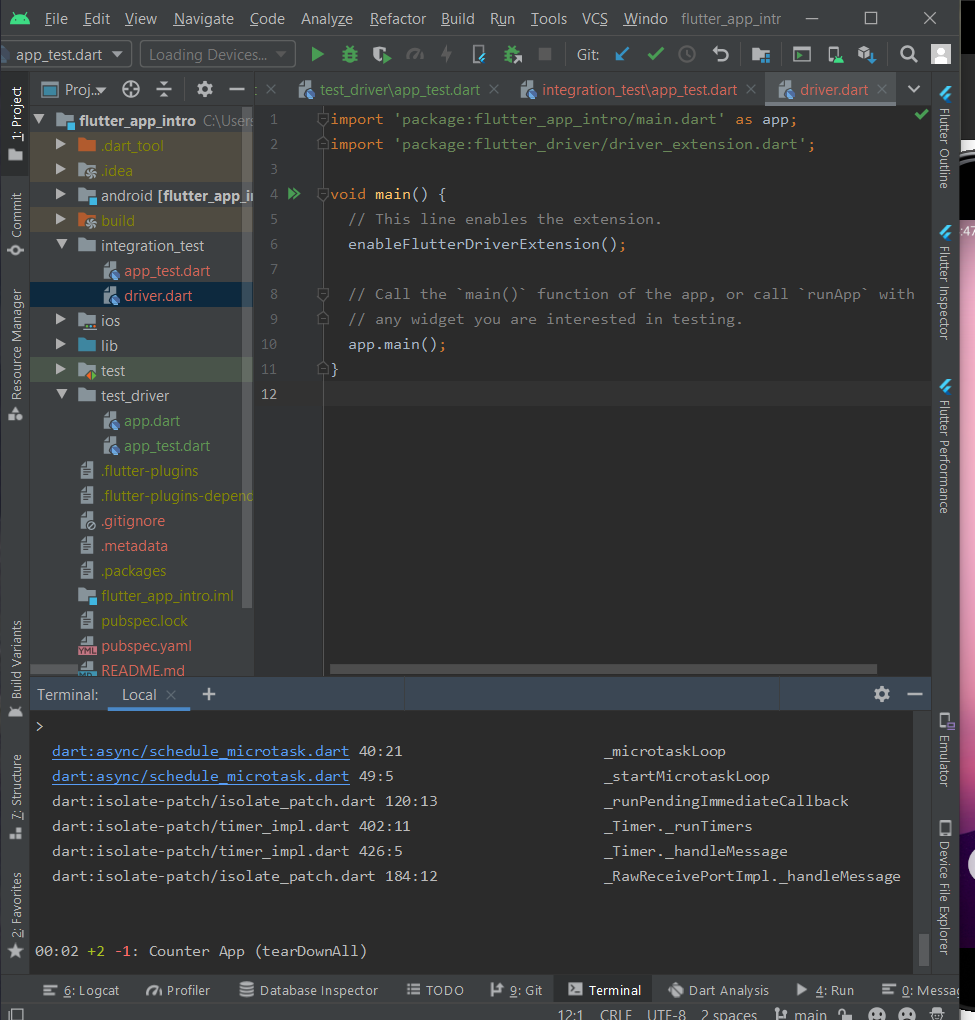 File Edit View Navigate Code Analyze Refactor Build Run Tools VCS Windo flutter_app_intr
app_test.dart Loading Devices... Git:
Proj... test_driver\app_test.dart integration_test\app_test.dart driver.dart
1: Project
Commit
Resource Manager
Build Variants
7: Structure
2: Favorites
flutter_app_intro C:\Users
.dart_tool
.idea
android [flutter_app_in
build
integration_test
app_test.dart
driver.dart
ios
lib
test
test_driver
app.dart
app_test.dart
.flutter-plugins
.flutter-plugins-depend
.gitignore
.metadata
.packages
flutter_app_intro.iml
pubspec.lock
pubspec.yaml
README.md
1 import 'package:flutter_app_intro/main.dart' as app;
2 import 'package:flutter_driver/driver_extension.dart';
3
4 void main() {
5 // This line enables the extension.
6 enableFlutterDriverExtension();
7
8 // Call the `main()` function of the app, or call `runApp` with
9 // any widget you are interested in testing.
10 app.main();
11 }
12
Flutter Outline
Flutter Inspector
Flutter Performance
Emulator
Device File Explorer
:47
Terminal: Local
>
dart:async/schedule_microtask.dart 40:21 _microtaskLoop
dart:async/schedule_microtask.dart 49:5 _startMicrotaskLoop
dart:isolate-patch/isolate_patch.dart 120:13 _runPendingImmediateCallback
dart:isolate-patch/timer_impl.dart 402:11 _Timer._runTimers
dart:isolate-patch/timer_impl.dart 426:5 _Timer._handleMessage
dart:isolate-patch/isolate_patch.dart 184:12 _RawReceivePortImpl._handleMessage
00:02 +2 -1: Counter App (tearDownAll)
6: Logcat Profiler Database Inspector TODO 9: Git Terminal Dart Analysis 4: Run 0: Messa
12:1 CRLF UTF-8 2 spaces main